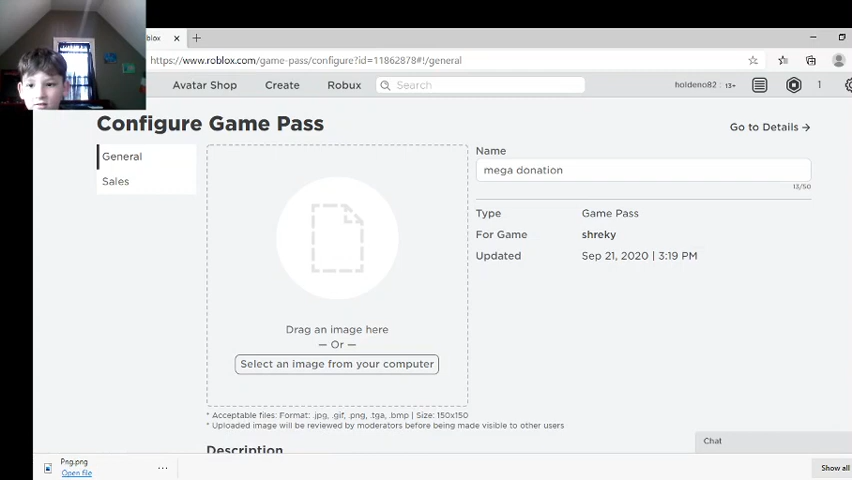 blox
https://www.roblox.com/game-pass/configure?id=11862878#!/general
Avatar Shop Create Robux Search holdeno82 : 13+ 1
Configure Game Pass
Go to Details →
General
Sales
Name
mega donation
13/50
Type Game Pass
For Game shreky
Updated Sep 21, 2020 | 3:19 PM
Drag an image here
— Or —
Select an image from your computer
* Acceptable files: Format: .jpg, .gif, .png, .tga, .bmp | Size: 150x150
* Uploaded image will be reviewed by moderators before being made visible to other users
Description
Chat
Png.png
Open file
...
Show all